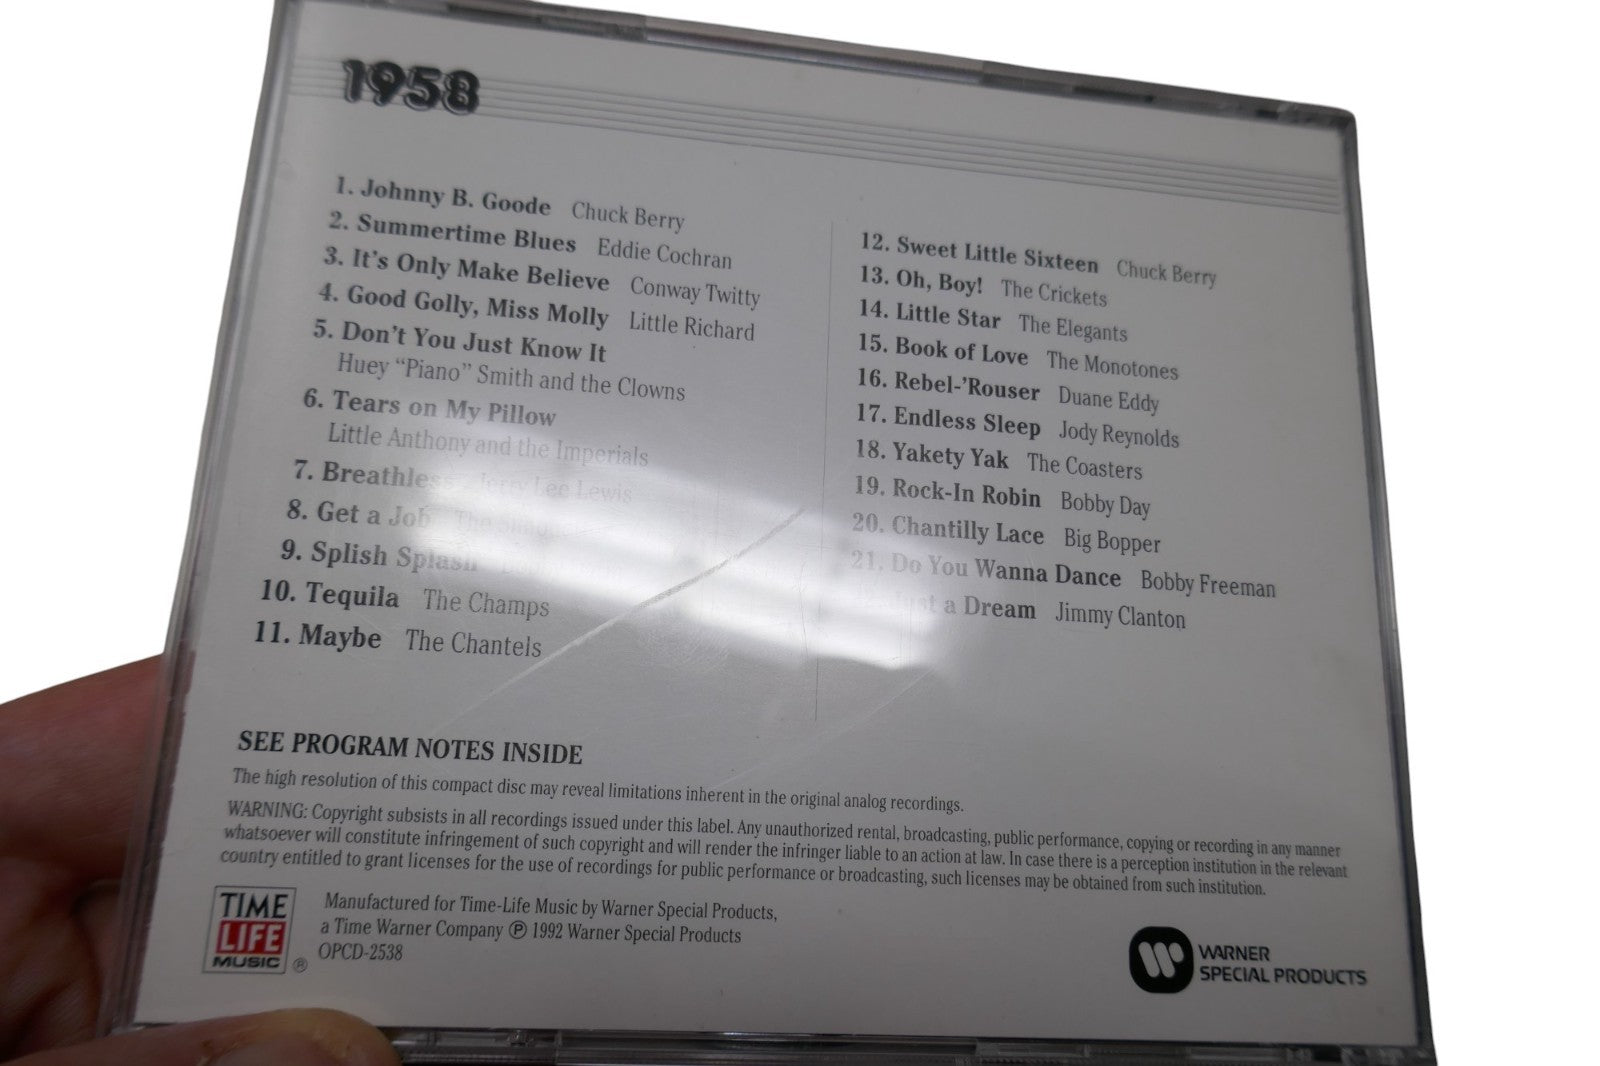 1958
1. Johnny B. Goode Chuck Berry
2. Summertime Blues Eddie Cochran
3. It's Only Make Believe Conway Twitty
4. Good Golly, Miss Molly Little Richard
5. Don't You Just Know It
Huey "Piano" Smith and the Clowns
6. Tears on My Pillow
Little Anthony and the Imperials
7. Breathless Jerry Lee Lewis
8. Get a Job The
9. Splish Splash
10. Tequila The Champs
11. Maybe The Chantels
12. Sweet Little Sixteen Chuck Berry
13. Oh, Boy! The Crickets
14. Little Star The Elegants
15. Book of Love The Monotones
16. Rebel-'Rouser Duane Eddy
17. Endless Sleep Jody Reynolds
18. Yakety Yak The Coasters
19. Rock-In Robin Bobby Day
20. Chantilly Lace Big Bopper
21. Do You Wanna Dance Bobby Freeman
Just a Dream Jimmy Clanton
SEE PROGRAM NOTES INSIDE
The high resolution of this compact disc may reveal limitations inherent in the original analog recordings.
WARNING: Copyright subsists in all recordings issued under this label. Any unauthorized rental, broadcasting, public performance, copying or recording in any manner
whatsoever will constitute infringement of such copyright and will render the infringer liable to an action at law. In case there is a perception institution in the relevant
country entitled to grant licenses for the use of recordings for public performance or broadcasting, such licenses may be obtained from such institution.
TIME
LIFE
MUSIC ®
Manufactured for Time-Life Music by Warner Special Products,
a Time Warner Company ℗ 1992 Warner Special Products
OPCD-2538
WARNER
SPECIAL PRODUCTS